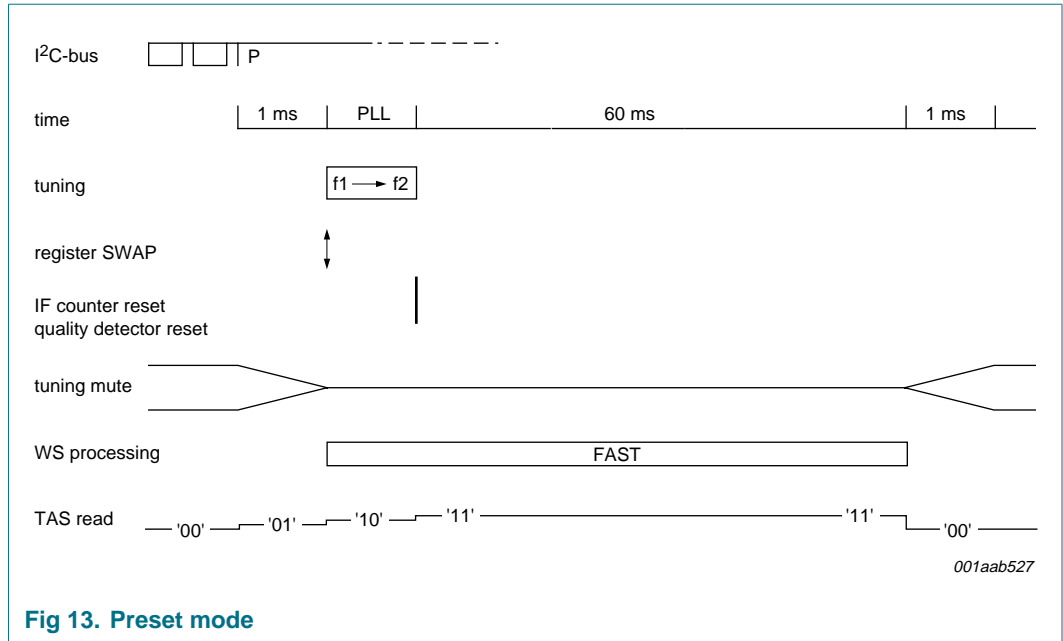 I²C-bus P
time 1 ms PLL 60 ms 1 ms
tuning f1 → f2
register SWAP
IF counter reset
quality detector reset
tuning mute
WS processing FAST
TAS read '00' '01' '10' '11' '11' '00'
001aab527
Fig 13. Preset mode